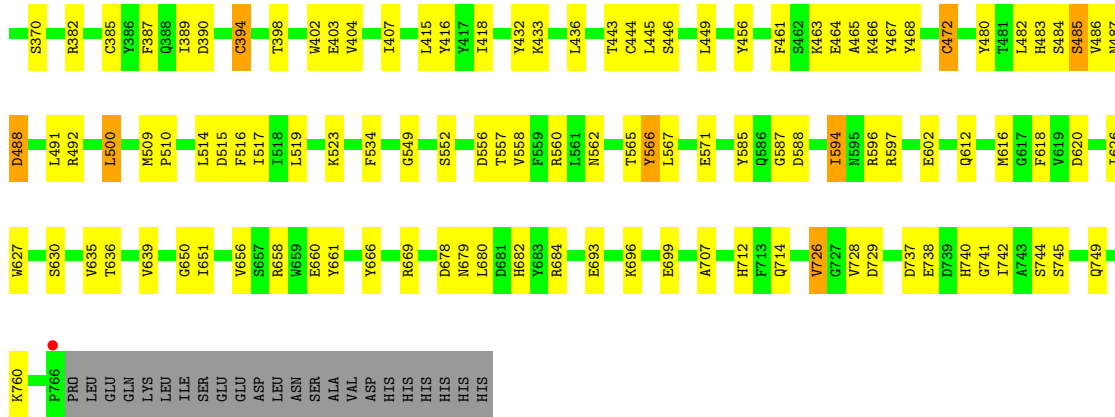 S370 R382 C385 Y386 F387 Q388 I389 D390 C394 T398 W402 E403 V404 I407 L415 Y416 Y417 I418 Y432 K433 L436 T443 C444 L445 S446 L449 Y456 F461 S462 K463 E464 A465 K466 Y467 Y468 C472 Y480 T481 L482 H483 S484 S485 V486 N487
D488 L491 R492 L500 M509 P510 L514 D515 F516 I517 I518 L519 K523 F534 G549 S552 D556 T557 V558 F559 R560 L561 N562 T565 Y566 L567 E571 Y585 Q586 G587 D588 I594 N595 R596 R597 E602 Q612 M616 G617 F618 V619 D620
W627 S630 V635 T636 V639 G650 I651 V656 S657 R658 W659 E660 Y661 Y666 R669 D678 N679 L680 D681 H682 Y683 R684 E693 K696 E699 A707 H712 F713 Q714 V726 G727 V728 D729 D737 E738 D739 H740 G741 I742 A743 S744 S745 Q749
K760 P766 PRO LEU GLU GLN LYS LEU ILE SER GLU GLU ASP LEU ASN SER ALA VAL ASP HIS HIS HIS HIS HIS HIS